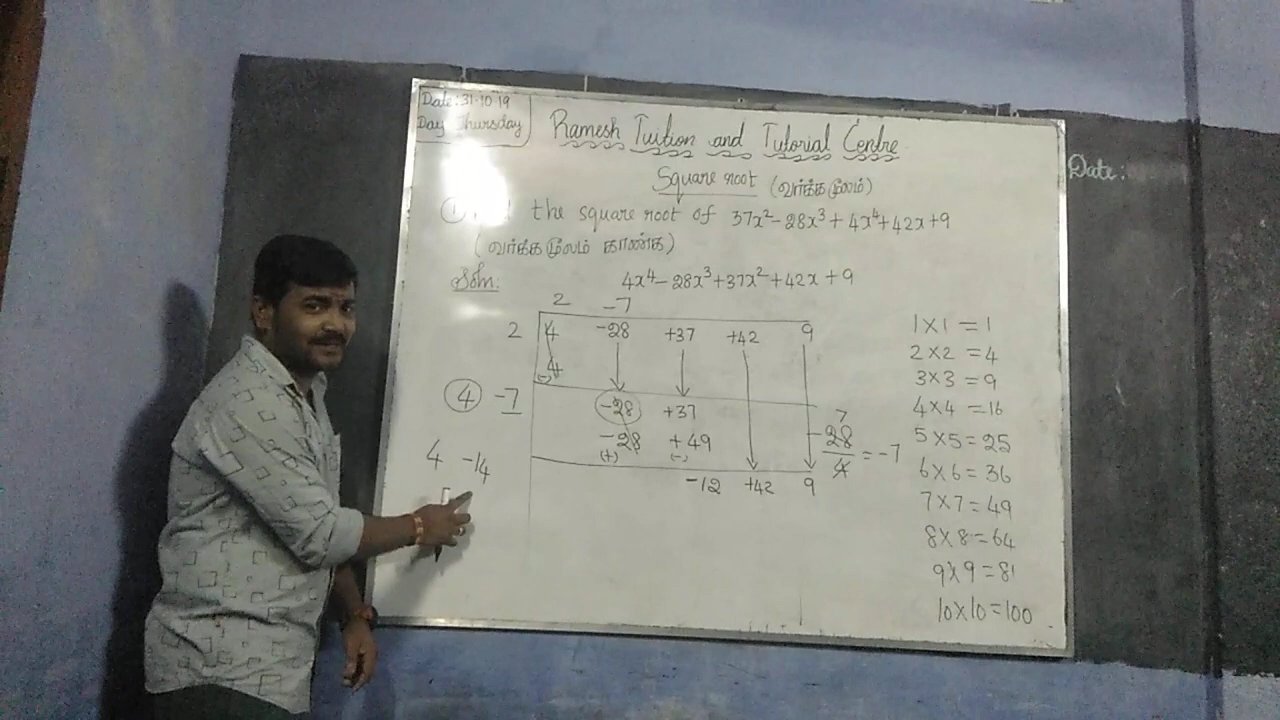 Date: 31.10.19
Day: Thursday
Ramesh Tuition and Tutorial Centre
Date:
Square root (வர்க்கமூலம்)
① the square root of 37x² - 28x³ + 4x⁴ + 42x + 9
(வர்க்கமூலம் காண்க)
Soln: 4x⁴ - 28x³ + 37x² + 42x + 9
2 -7
2 4 -28 +37 +42 9
4
(-)
④ -7 -28 +37
-28 +49
(+) (-)
4 -14 -12 +42 9
7
-28/4 = -7
1 x 1 = 1
2 x 2 = 4
3 x 3 = 9
4 x 4 = 16
5 x 5 = 25
6 x 6 = 36
7 x 7 = 49
8 x 8 = 64
9 x 9 = 81
10 x 10 = 100